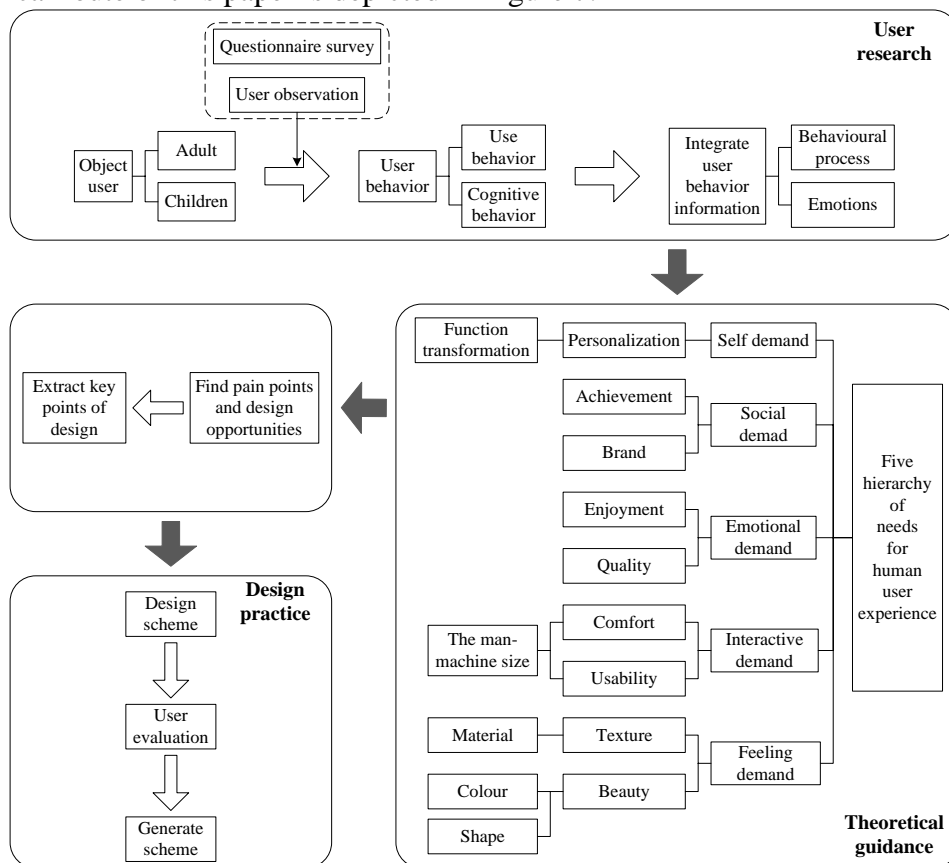 User
research
Questionnaire survey
User observation
Object
user
Adult
Children
User
behavior
Use
behavior
Cognitive
behavior
Integrate
user
behavior
information
Behavioural
process
Emotions
Function
transformation
Personalization
Self demand
Achievement
Brand
Social
demad
Enjoyment
Quality
Emotional
demand
The man-
machine size
Comfort
Usability
Interactive
demand
Material
Texture
Colour
Shape
Beauty
Feeling
demand
Five
hierarchy
of
needs
for
human
user
experience
Theoretical
guidance
Extract key
points of
design
Find pain points
and design
opportunities
Design
practice
Design
scheme
User
evaluation
Generate
scheme